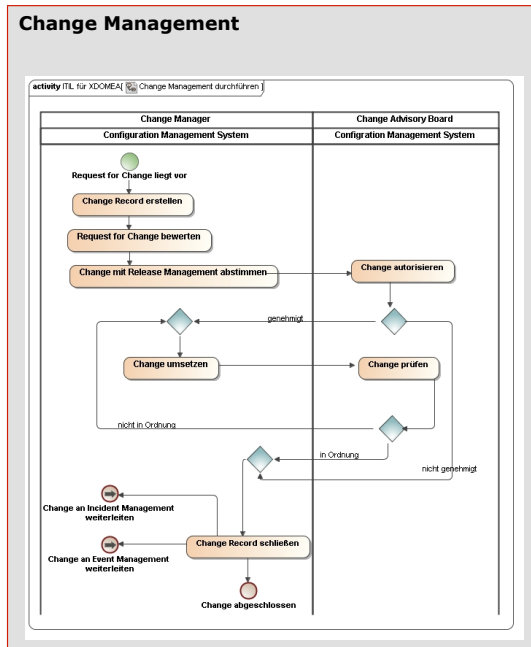 Change Management
activity ITIL für XDOMEA[ Change Management durchführen ]
Change Manager
Change Advisory Board
Configuration Management System
Configration Management System
Request for Change liegt vor
Change Record erstellen
Request for Change bewerten
Change mit Release Management abstimmen
Change autorisieren
genehmigt
Change umsetzen
Change prüfen
nicht in Ordnung
in Ordnung
nicht genehmigt
Change an Incident Management
weiterleiten
Change Record schließen
Change an Event Management
weiterleiten
Change abgeschlossen